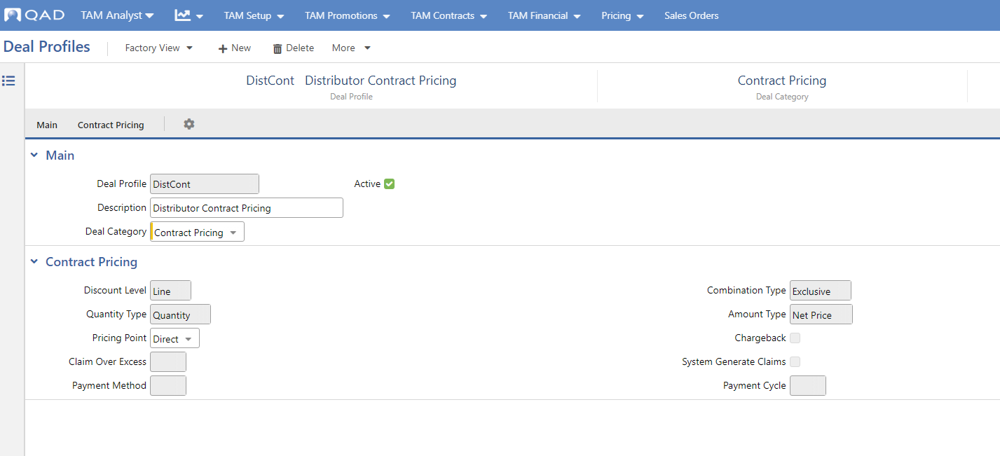 QAD TAM Analyst TAM Setup TAM Promotions TAM Contracts TAM Financial Pricing Sales Orders
Deal Profiles Factory View New Delete More
DistCont Distributor Contract Pricing Contract Pricing
Deal Profile Deal Category
Main Contract Pricing
Main
Deal Profile DistCont Active
Description Distributor Contract Pricing
Deal Category Contract Pricing
Contract Pricing
Discount Level Line Combination Type Exclusive
Quantity Type Quantity Amount Type Net Price
Pricing Point Direct Chargeback
Claim Over Excess System Generate Claims
Payment Method Payment Cycle